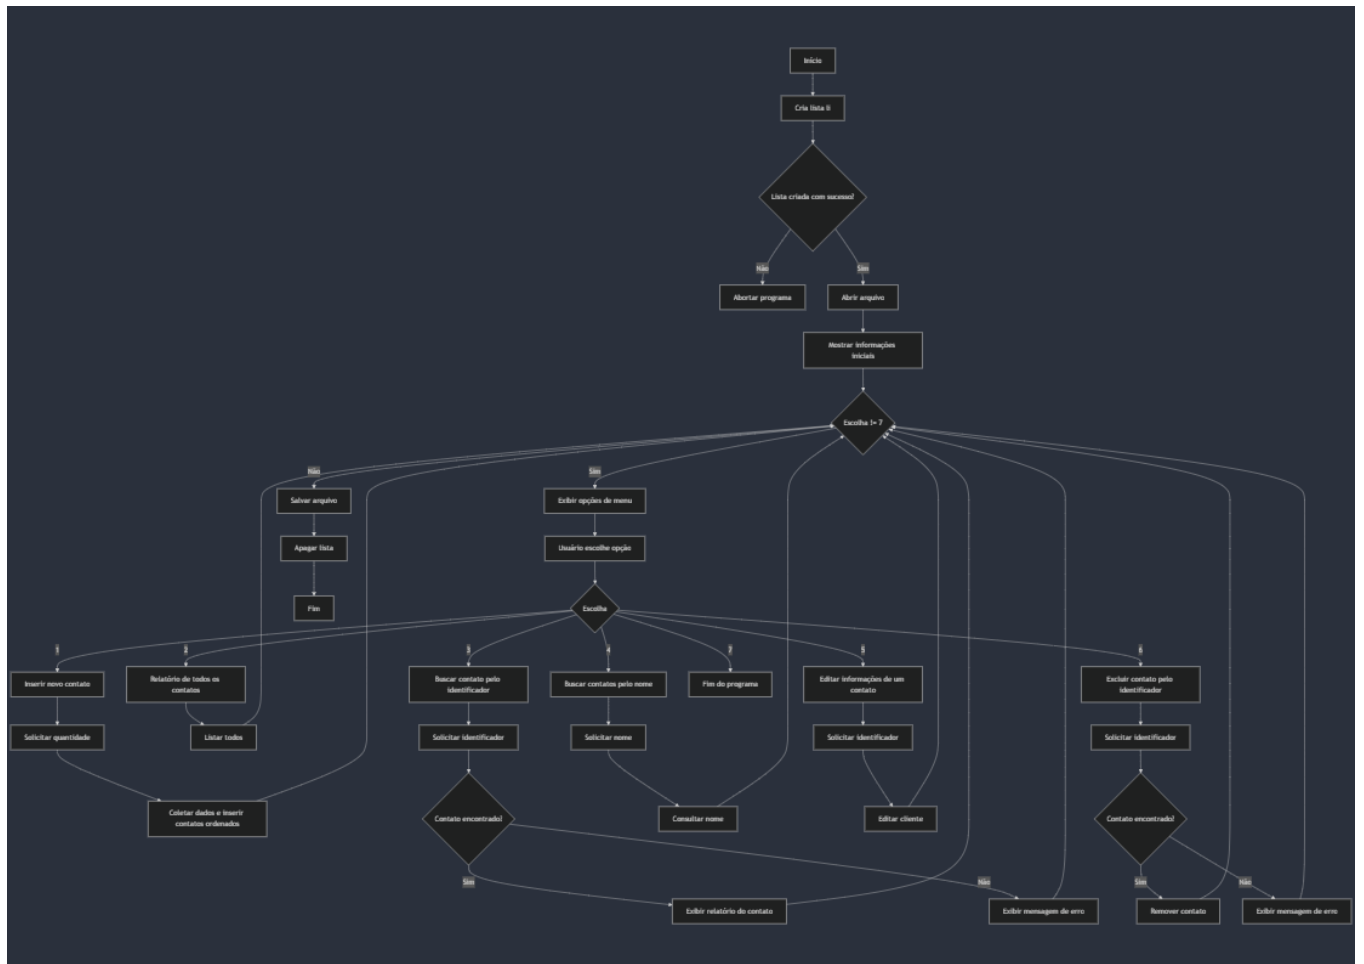 Início
Cria lista li
Lista criada com sucesso?
Não
Sim
Abortar programa
Abrir arquivo
Mostrar informações
iniciais
Escolha != 7
Não
Sim
Salvar arquivo
Exibir opções de menu
Apagar lista
Usuário escolhe opção
Fim
Escolha
1
2
3
4
7
5
6
Inserir novo contato
Relatório de todos os
contatos
Buscar contato pelo
identificador
Buscar contatos pelo nome
Fim do programa
Editar informações de um
contato
Excluir contato pelo
identificador
Solicitar quantidade
Listar todos
Solicitar identificador
Solicitar nome
Solicitar identificador
Solicitar identificador
Coletar dados e inserir
contatos ordenados
Contato encontrado?
Consultar nome
Editar cliente
Contato encontrado?
Sim
Não
Sim
Não
Exibir relatório do contato
Exibir mensagem de erro
Remover contato
Exibir mensagem de erro